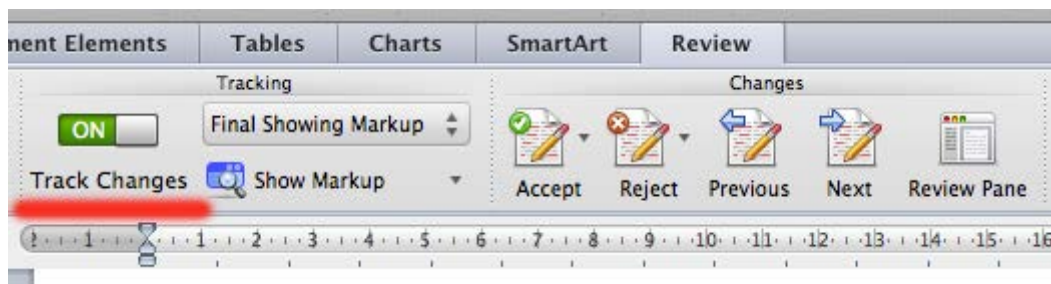 ment Elements Tables Charts SmartArt Review
Tracking Changes
ON Final Showing Markup
Track Changes Show Markup Accept Reject Previous Next Review Pane
2 1 1 2 3 4 5 6 7 8 9 10 11 12 13 14 15 16